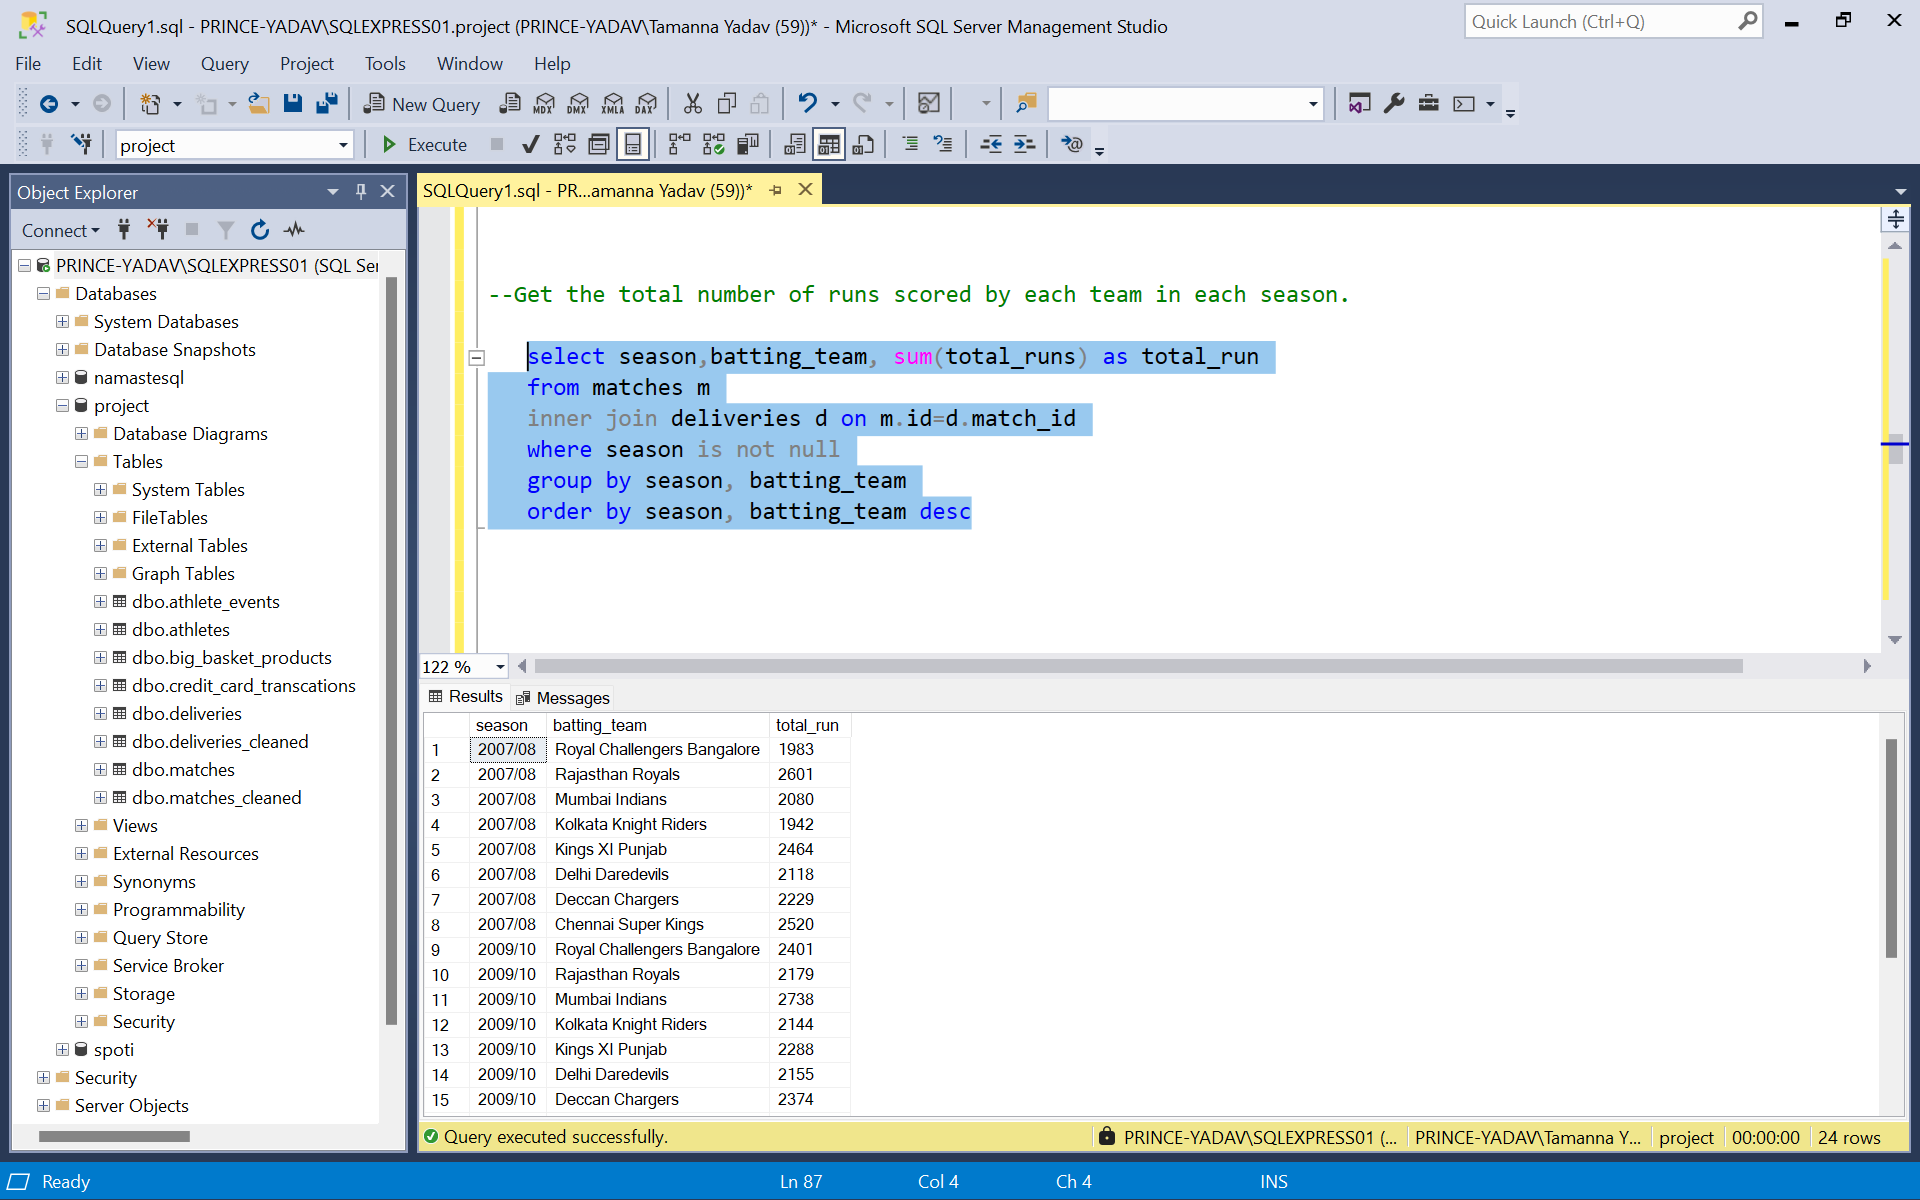 SQLQuery1.sql - PRINCE-YADAV\SQLEXPRESS01.project (PRINCE-YADAV\Tamanna Yadav (59))* - Microsoft SQL Server Management Studio
Quick Launch (Ctrl+Q)
File Edit View Query Project Tools Window Help
New Query MDX DMX XMLA DAX
project Execute
Object Explorer
SQLQuery1.sql - PR...amanna Yadav (59))*
Connect
PRINCE-YADAV\SQLEXPRESS01 (SQL Ser
Databases
System Databases
Database Snapshots
namastesql
project
Database Diagrams
Tables
System Tables
FileTables
External Tables
Graph Tables
dbo.athlete_events
dbo.athletes
dbo.big_basket_products
dbo.credit_card_transcations
dbo.deliveries
dbo.deliveries_cleaned
dbo.matches
dbo.matches_cleaned
Views
External Resources
Synonyms
Programmability
Query Store
Service Broker
Storage
Security
spoti
Security
Server Objects
--Get the total number of runs scored by each team in each season.
select season,batting_team, sum(total_runs) as total_run
from matches m
inner join deliveries d on m.id=d.match_id
where season is not null
group by season, batting_team
order by season, batting_team desc
122 %
Results Messages
season batting_team total_run
1 2007/08 Royal Challengers Bangalore 1983
2 2007/08 Rajasthan Royals 2601
3 2007/08 Mumbai Indians 2080
4 2007/08 Kolkata Knight Riders 1942
5 2007/08 Kings XI Punjab 2464
6 2007/08 Delhi Daredevils 2118
7 2007/08 Deccan Chargers 2229
8 2007/08 Chennai Super Kings 2520
9 2009/10 Royal Challengers Bangalore 2401
10 2009/10 Rajasthan Royals 2179
11 2009/10 Mumbai Indians 2738
12 2009/10 Kolkata Knight Riders 2144
13 2009/10 Kings XI Punjab 2288
14 2009/10 Delhi Daredevils 2155
15 2009/10 Deccan Chargers 2374
Query executed successfully. PRINCE-YADAV\SQLEXPRESS01 (... PRINCE-YADAV\Tamanna Y... project 00:00:00 24 rows
Ready Ln 87 Col 4 Ch 4 INS